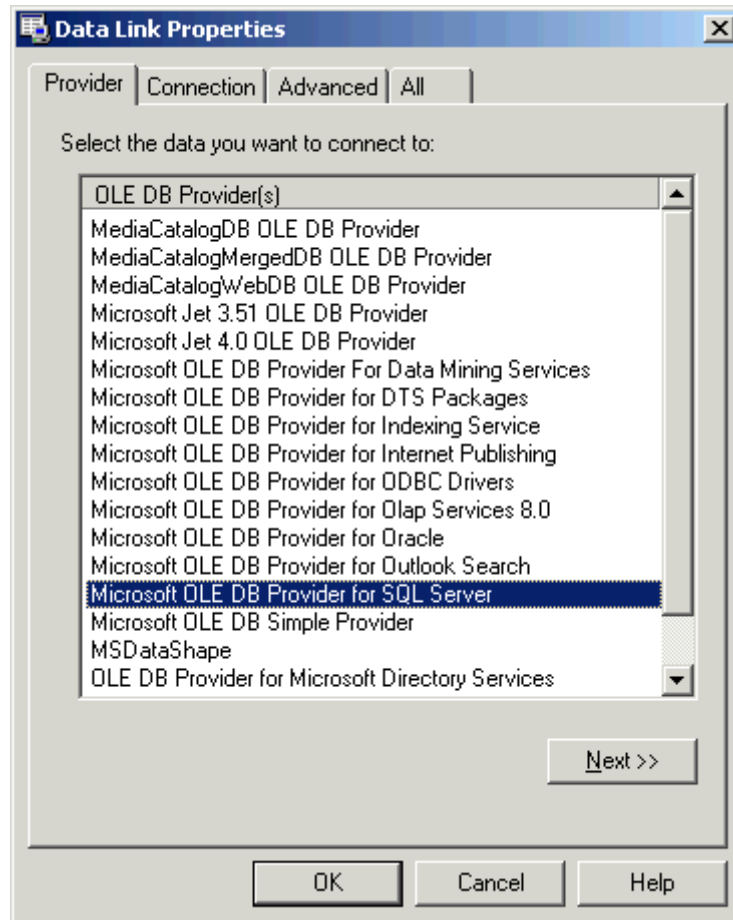 Data Link Properties
Provider Connection Advanced All
Select the data you want to connect to:
OLE DB Provider(s)
MediaCatalogDB OLE DB Provider
MediaCatalogMergedDB OLE DB Provider
MediaCatalogWebDB OLE DB Provider
Microsoft Jet 3.51 OLE DB Provider
Microsoft Jet 4.0 OLE DB Provider
Microsoft OLE DB Provider For Data Mining Services
Microsoft OLE DB Provider for DTS Packages
Microsoft OLE DB Provider for Indexing Service
Microsoft OLE DB Provider for Internet Publishing
Microsoft OLE DB Provider for ODBC Drivers
Microsoft OLE DB Provider for Olap Services 8.0
Microsoft OLE DB Provider for Oracle
Microsoft OLE DB Provider for Outlook Search
Microsoft OLE DB Provider for SQL Server
Microsoft OLE DB Simple Provider
MSDataShape
OLE DB Provider for Microsoft Directory Services
Next >>
OK Cancel Help